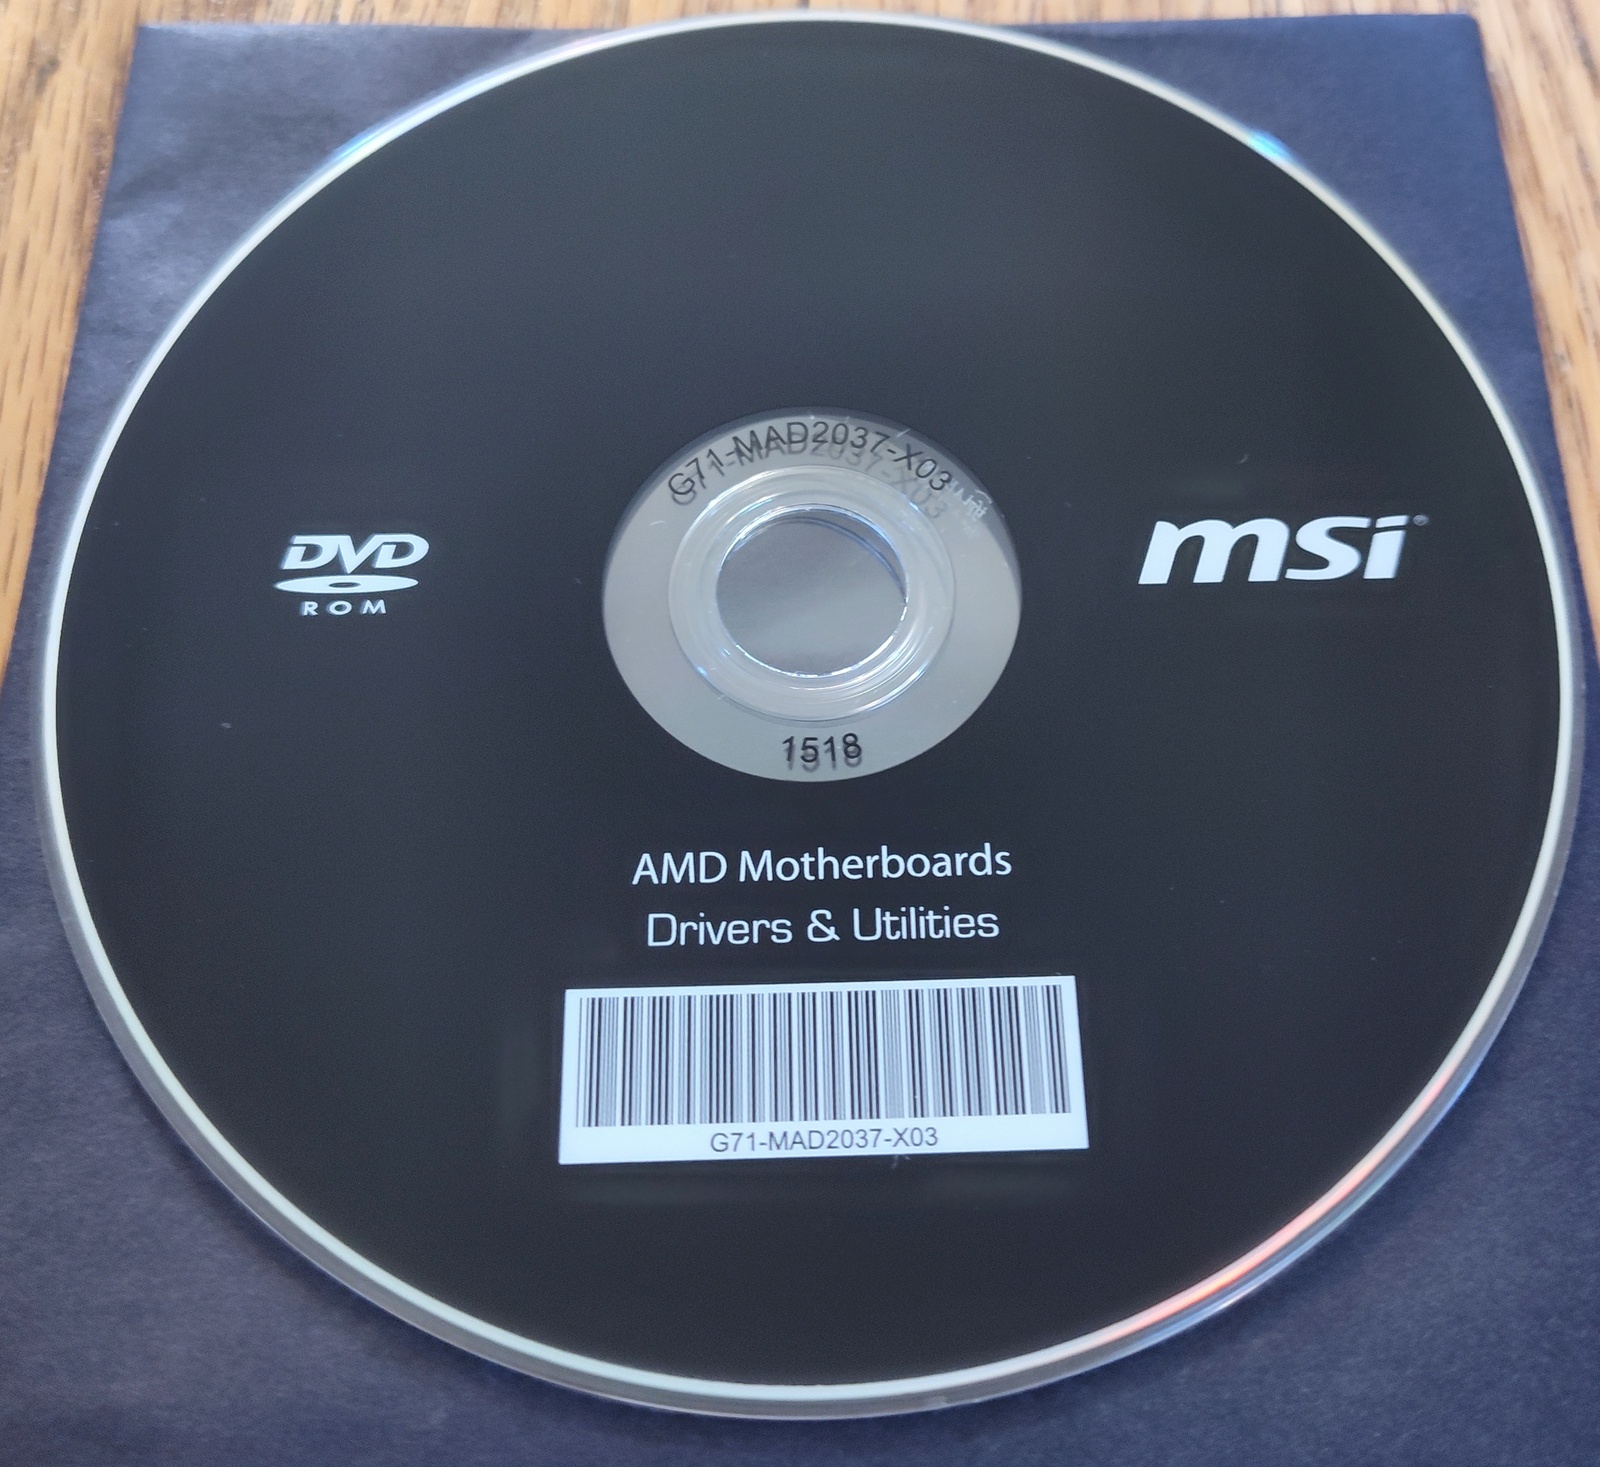 G71-MAD2037-X03
DVD
ROM
msi®
1518
AMD Motherboards
Drivers & Utilities
G71-MAD2037-X03